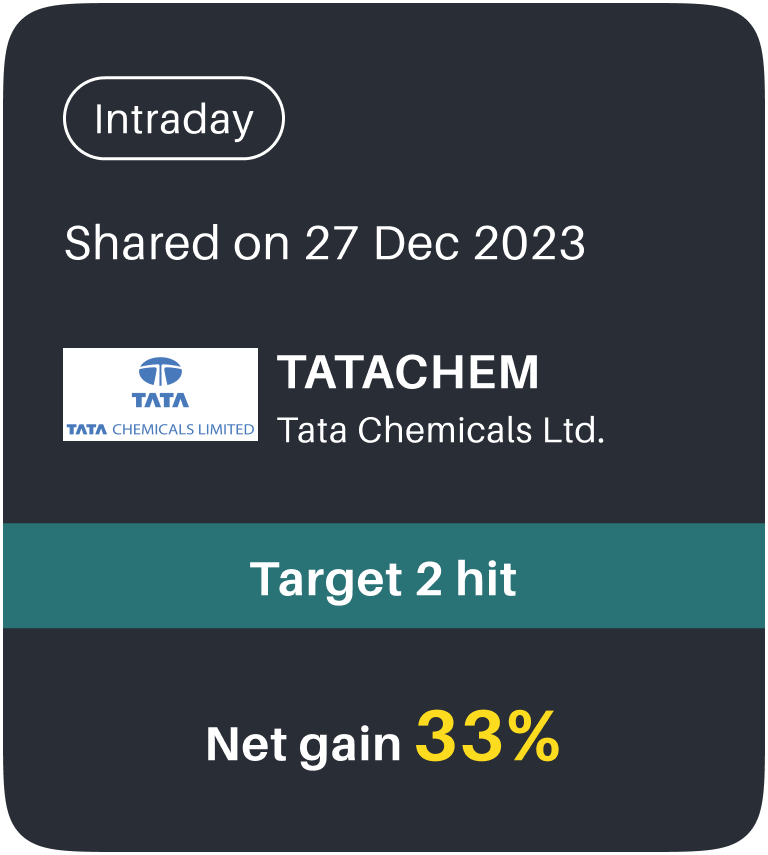 Intraday
Shared on 27 Dec 2023
TATA
TATA CHEMICALS LIMITED
TATACHEM
Tata Chemicals Ltd.
Target 2 hit
Net gain 33%